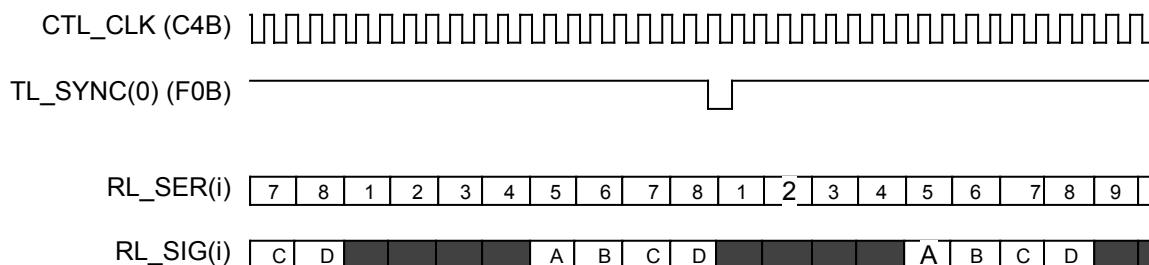 CTL_CLK (C4B)
TL_SYNC(0) (F0B)
RL_SER(i) 7 8 1 2 3 4 5 6 7 8 1 2 3 4 5 6 7 8 9
RL_SIG(i) C D A B C D A B C D